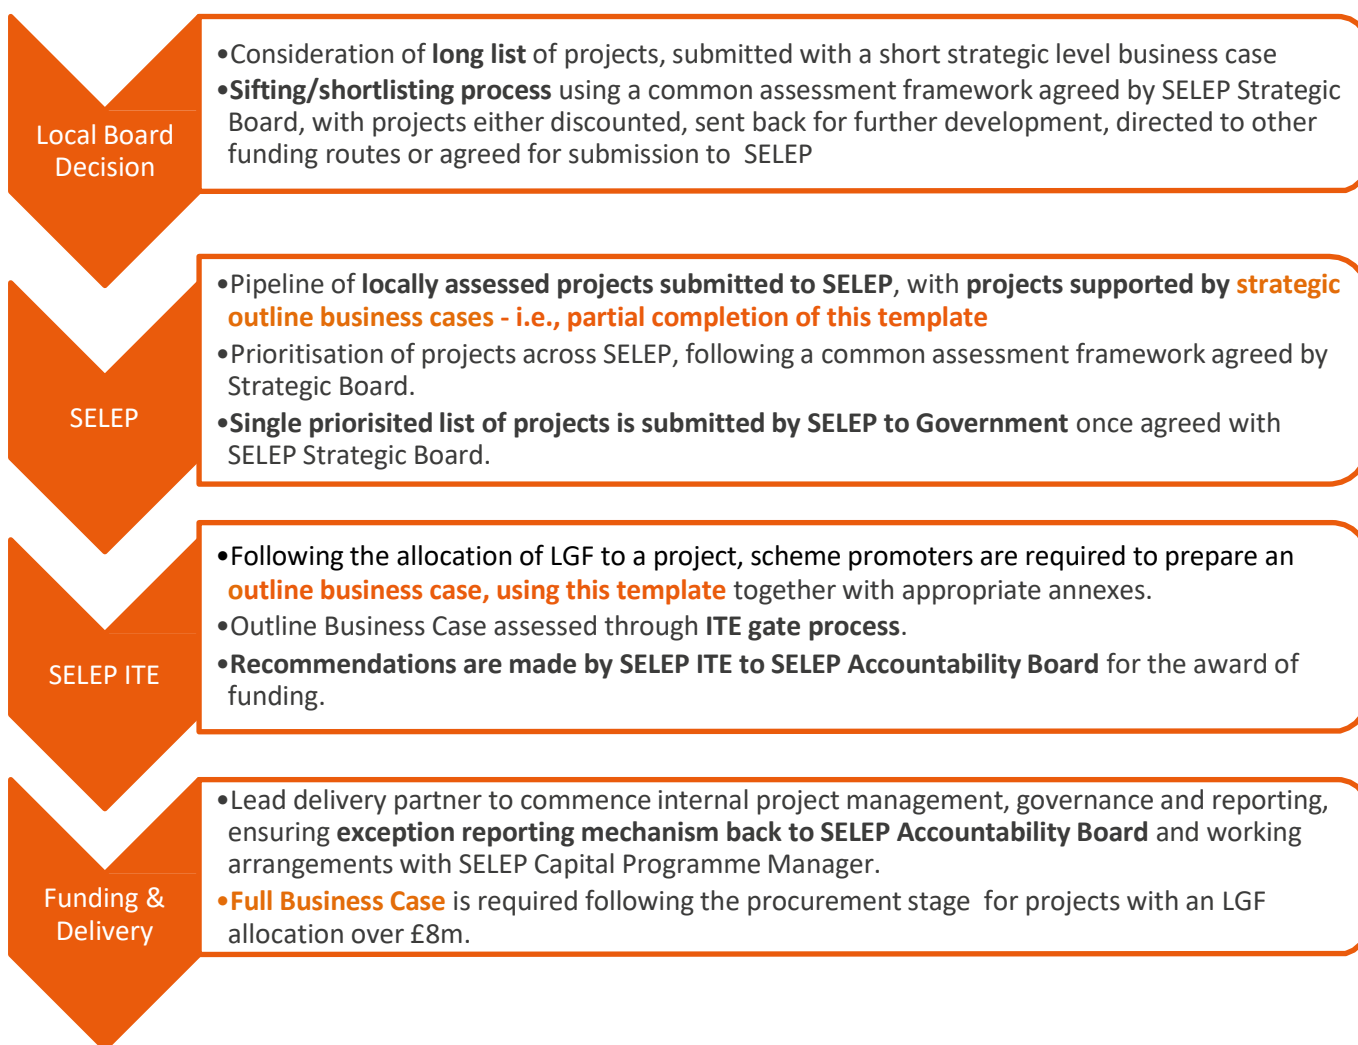 Local Board
Decision
•Consideration of long list of projects, submitted with a short strategic level business case
•Sifting/shortlisting process using a common assessment framework agreed by SELEP Strategic
Board, with projects either discounted, sent back for further development, directed to other
funding routes or agreed for submission to  SELEP
SELEP
•Pipeline of locally assessed projects submitted to SELEP, with projects supported by strategic
outline business cases - i.e., partial completion of this template
•Prioritisation of projects across SELEP, following a common assessment framework agreed by
Strategic Board.
•Single priorisited list of projects is submitted by SELEP to Government once agreed with
SELEP Strategic Board.
SELEP ITE
•Following the allocation of LGF to a project, scheme promoters are required to prepare an
outline business case, using this template together with appropriate annexes.
•Outline Business Case assessed through ITE gate process.
•Recommendations are made by SELEP ITE to SELEP Accountability Board for the award of
funding.
Funding &
Delivery
•Lead delivery partner to commence internal project management, governance and reporting,
ensuring exception reporting mechanism back to SELEP Accountability Board and working
arrangements with SELEP Capital Programme Manager.
•Full Business Case is required following the procurement stage  for projects with an LGF
allocation over £8m.